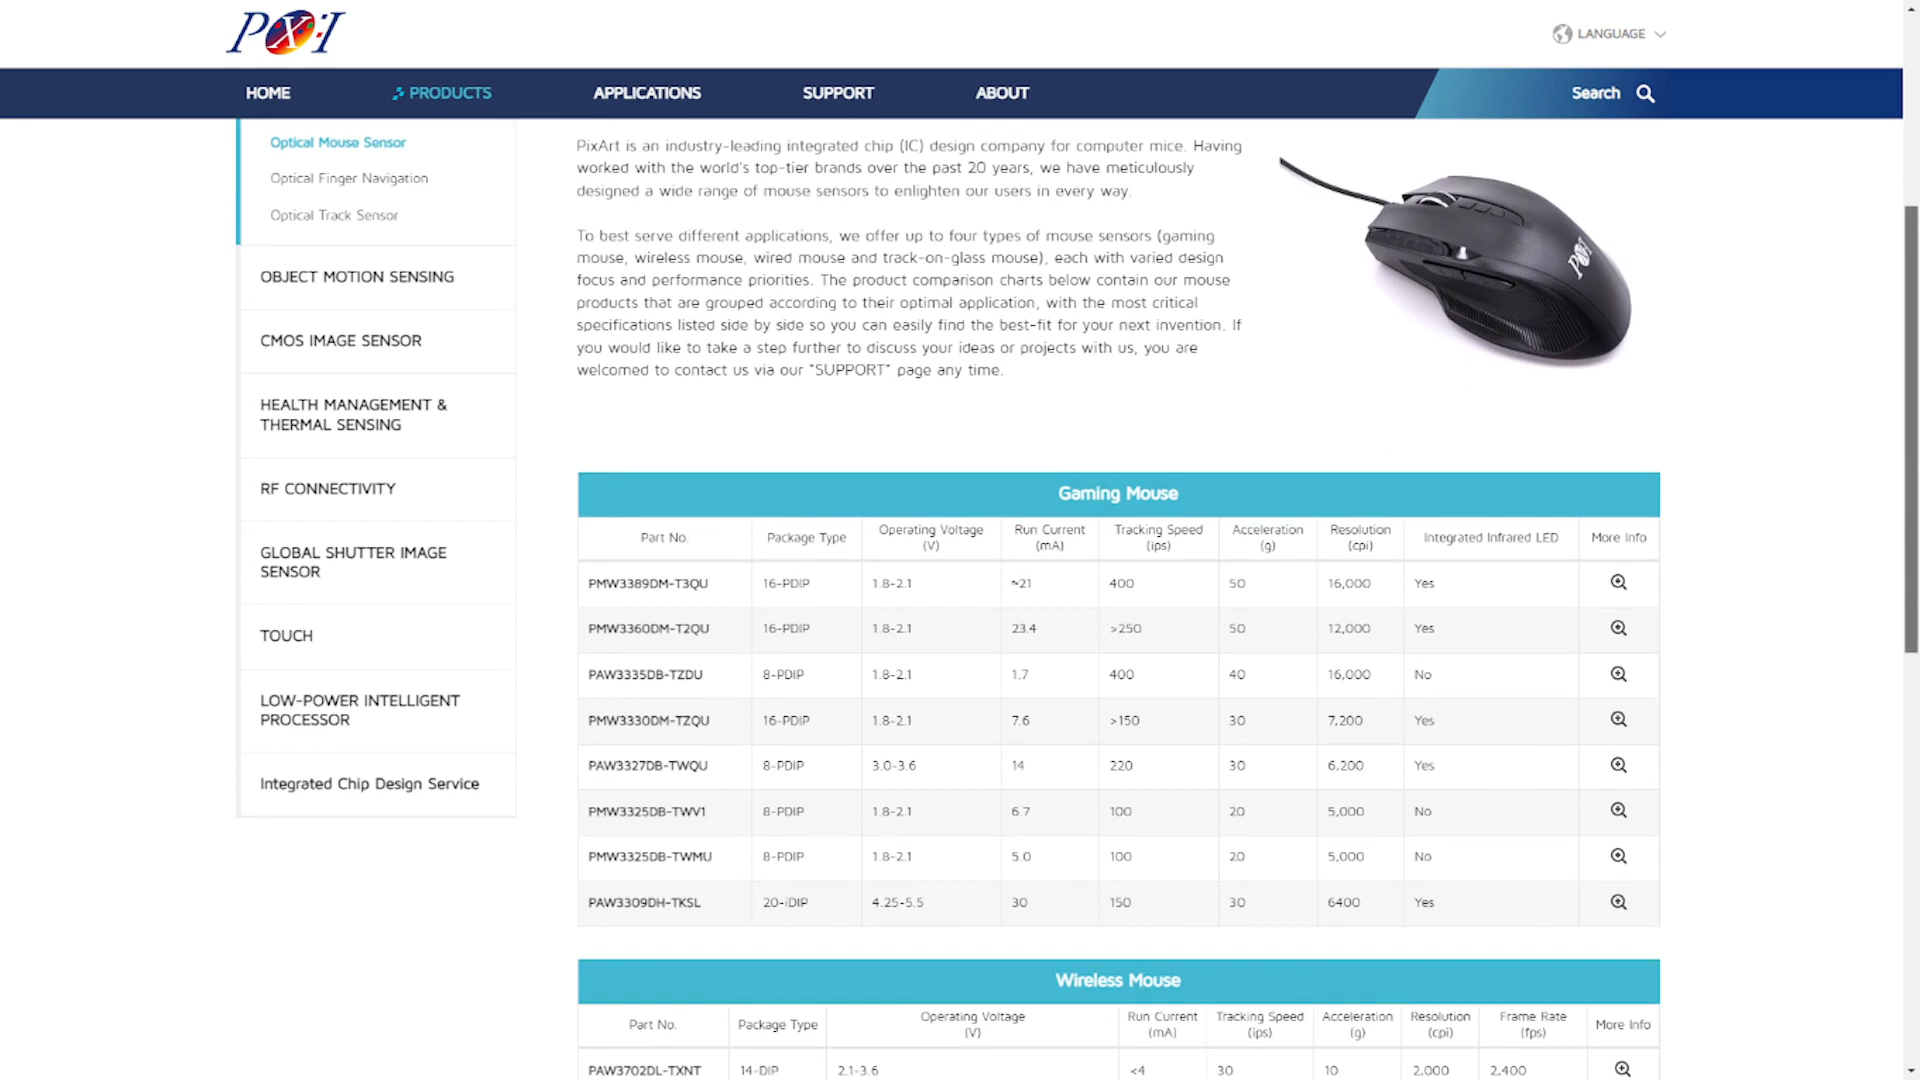 PXI
LANGUAGE
HOME
PRODUCTS
APPLICATIONS
SUPPORT
ABOUT
Search
Optical Mouse Sensor
Optical Finger Navigation
Optical Track Sensor
OBJECT MOTION SENSING
CMOS IMAGE SENSOR
HEALTH MANAGEMENT &
THERMAL SENSING
RF CONNECTIVITY
GLOBAL SHUTTER IMAGE
SENSOR
TOUCH
LOW-POWER INTELLIGENT
PROCESSOR
Integrated Chip Design Service
PixArt is an industry-leading integrated chip (IC) design company for computer mice. Having
worked with the world's top-tier brands over the past 20 years, we have meticulously
designed a wide range of mouse sensors to enlighten our users in every way.
To best serve different applications, we offer up to four types of mouse sensors (gaming
mouse, wireless mouse, wired mouse and track-on-glass mouse), each with varied design
focus and performance priorities. The product comparison charts below contain our mouse
products that are grouped according to their optimal application, with the most critical
specifications listed side by side so you can easily find the best-fit for your next invention. If
you would like to take a step further to discuss your ideas or projects with us, you are
welcomed to contact us via our "SUPPORT" page any time.
PXI
Gaming Mouse
Part No. Package Type Operating Voltage (V) Run Current (mA) Tracking Speed (ips) Acceleration (g) Resolution (cpi) Integrated Infrared LED More Info
PMW3389DM-T3QU 16-PDIP 1.8-2.1 ~21 400 50 16,000 Yes
PMW3360DM-T2QU 16-PDIP 1.8-2.1 23.4 >250 50 12,000 Yes
PAW3335DB-TZDU 8-PDIP 1.8-2.1 1.7 400 40 16,000 No
PMW3330DM-TZQU 16-PDIP 1.8-2.1 7.6 >150 30 7,200 Yes
PAW3327DB-TWQU 8-PDIP 3.0-3.6 14 220 30 6,200 Yes
PMW3325DB-TWV1 8-PDIP 1.8-2.1 6.7 100 20 5,000 No
PMW3325DB-TWMU 8-PDIP 1.8-2.1 5.0 100 20 5,000 No
PAW3309DH-TKSL 20-iDIP 4.25-5.5 30 150 30 6400 Yes
Wireless Mouse
Part No. Package Type Operating Voltage (V) Run Current (mA) Tracking Speed (ips) Acceleration (g) Resolution (cpi) Frame Rate (fps) More Info
PAW3702DL-TXNT 14-DIP 2.1-3.6 <4 30 10 2,000 2,400